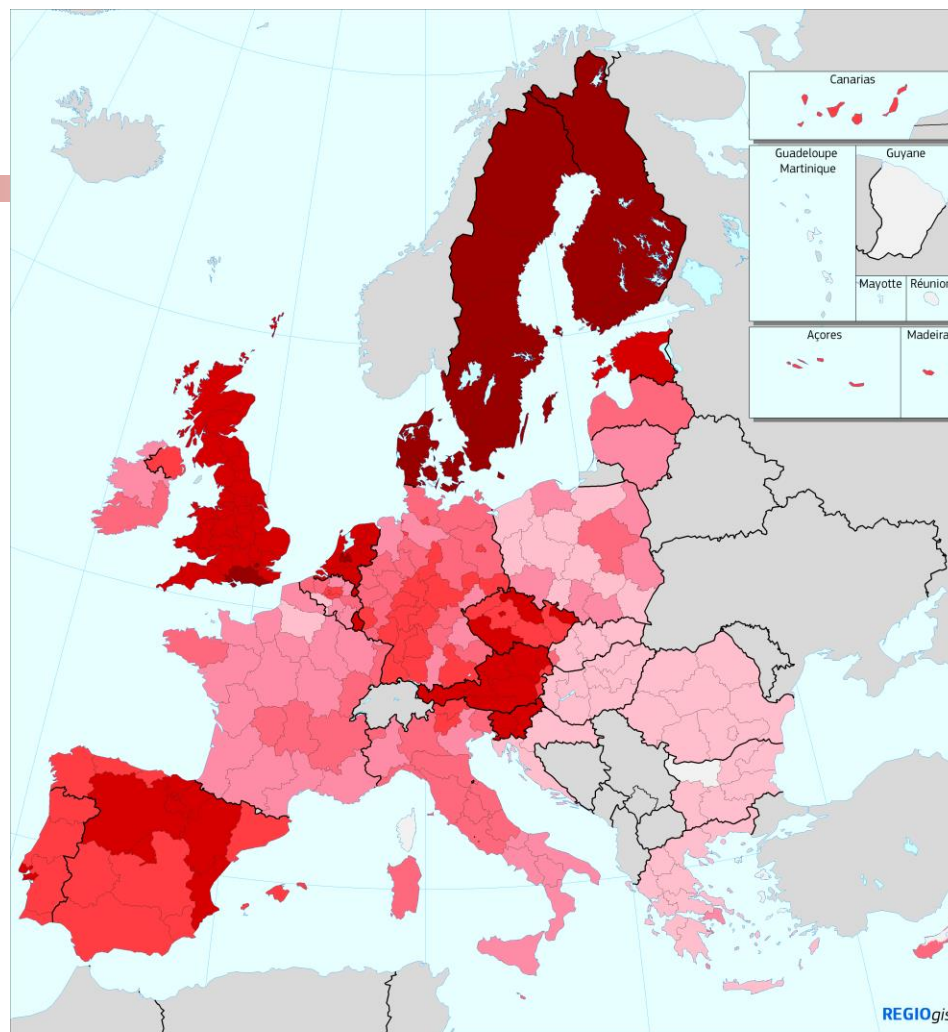 Canarias
Guadeloupe
Martinique
Guyane
Mayotte
Réunion
Açores
Madeira
REGIOgis